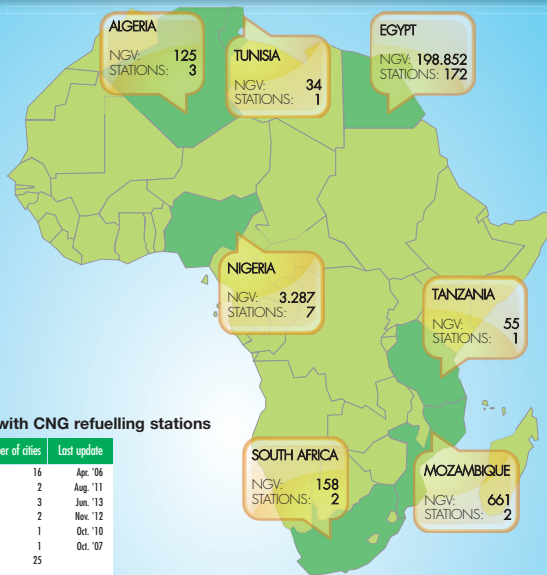 ALGERIA
NGV: 125
STATIONS: 3
TUNISIA
NGV: 34
STATIONS: 1
EGYPT
NGV: 198.852
STATIONS: 172
NIGERIA
NGV: 3.287
STATIONS: 7
TANZANIA
NGV: 55
STATIONS: 1
SOUTH AFRICA
NGV: 158
STATIONS: 2
MOZAMBIQUE
NGV: 661
STATIONS: 2
with CNG refuelling stations
er of cities Last update
16 Apr. '06
2 Aug. '11
3 Jun. '13
2 Nov. '12
1 Oct. '10
1 Oct. '07
25